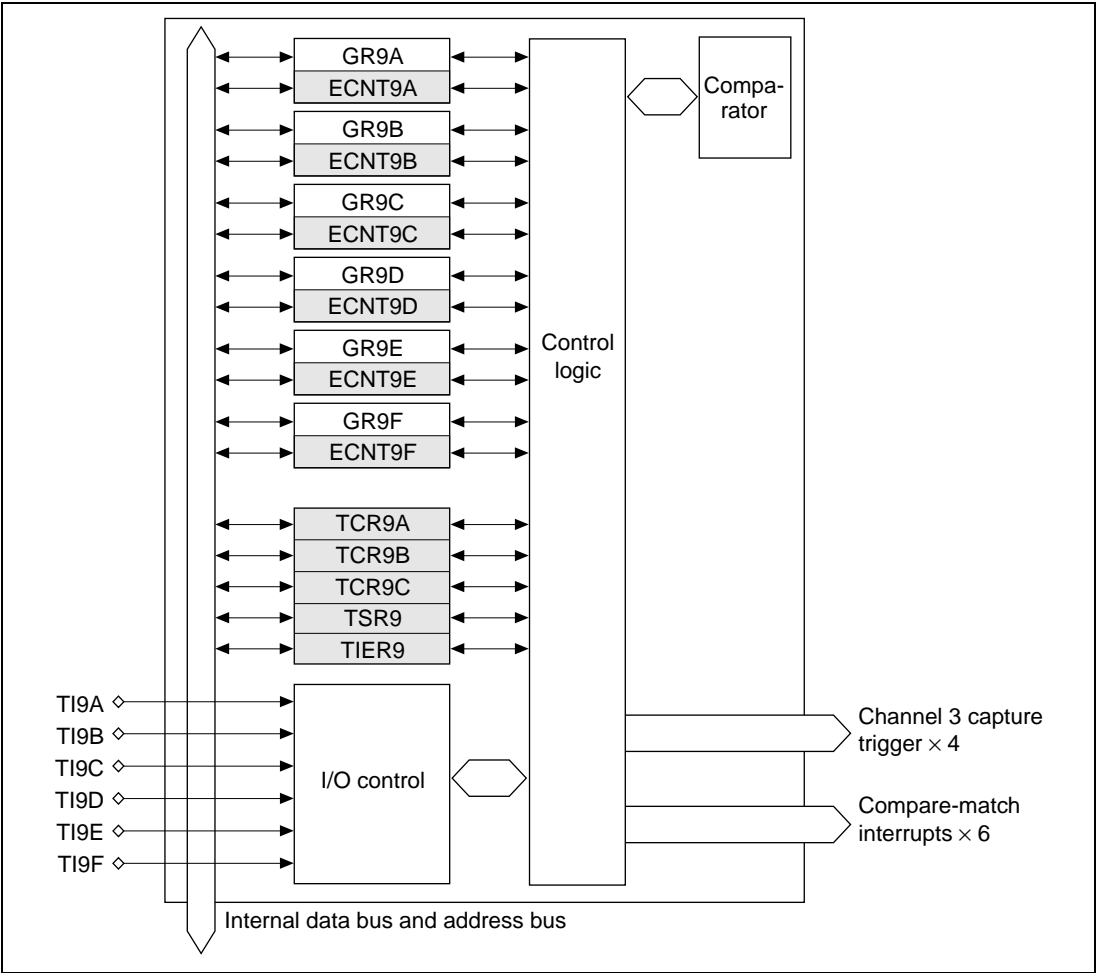 GR9A
ECNT9A
GR9B
ECNT9B
GR9C
ECNT9C
GR9D
ECNT9D
GR9E
ECNT9E
GR9F
ECNT9F
TCR9A
TCR9B
TCR9C
TSR9
TIER9
Control
logic
Compa-
rator
TI9A
TI9B
TI9C
TI9D
TI9E
TI9F
I/O control
Channel 3 capture
trigger × 4
Compare-match
interrupts × 6
Internal data bus and address bus